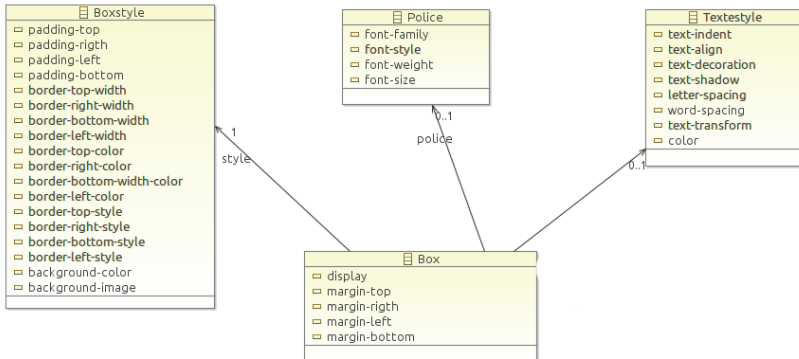 Boxstyle
padding-top
padding-rigth
padding-left
padding-bottom
border-top-width
border-right-width
border-bottom-width
border-left-width
border-top-color
border-right-color
border-bottom-width-color
border-left-color
border-top-style
border-right-style
border-bottom-style
border-left-style
background-color
background-image
Police
font-family
font-style
font-weight
font-size
Textestyle
text-indent
text-align
text-decoration
text-shadow
letter-spacing
word-spacing
text-transform
color
1
style
0..1
police
0..1
Box
display
margin-top
margin-rigth
margin-left
margin-bottom